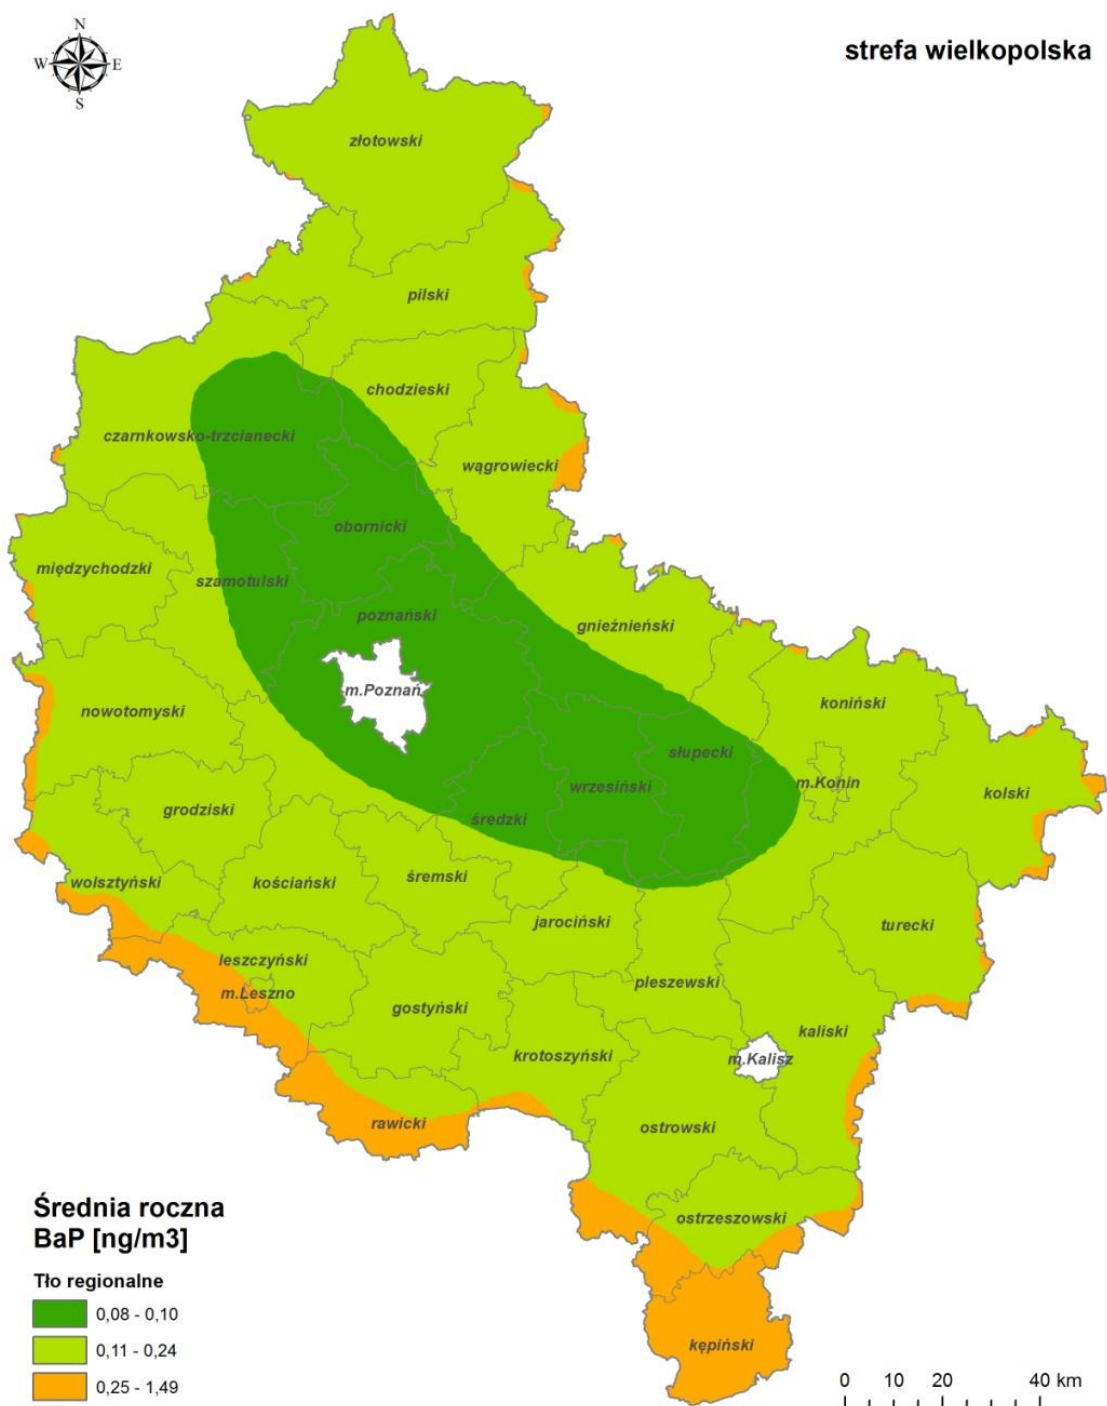 N
W E
S
strefa wielkopolska
złotowski
pilski
chodzieski
czarnkowsko-trzcianecki
wągrowiecki
obornicki
międzychodzki
szamotulski
poznański
gnieźnieński
m.Poznań
nowotomyski
koniński
słupecki
m.Konin
wrzesiński
kolski
grodziski
średzki
wolsztyński
kościański
śremski
jarociński
turecki
leszczyński
pleszewski
m.Leszno
gostyński
kaliski
krotoszyński
m.Kalisz
rawicki
ostrowski
ostrzeszowski
kępiński
Średnia roczna
BaP [ng/m3]
Tło regionalne
0,08 - 0,10
0,11 - 0,24
0,25 - 1,49
0 10 20 40 km